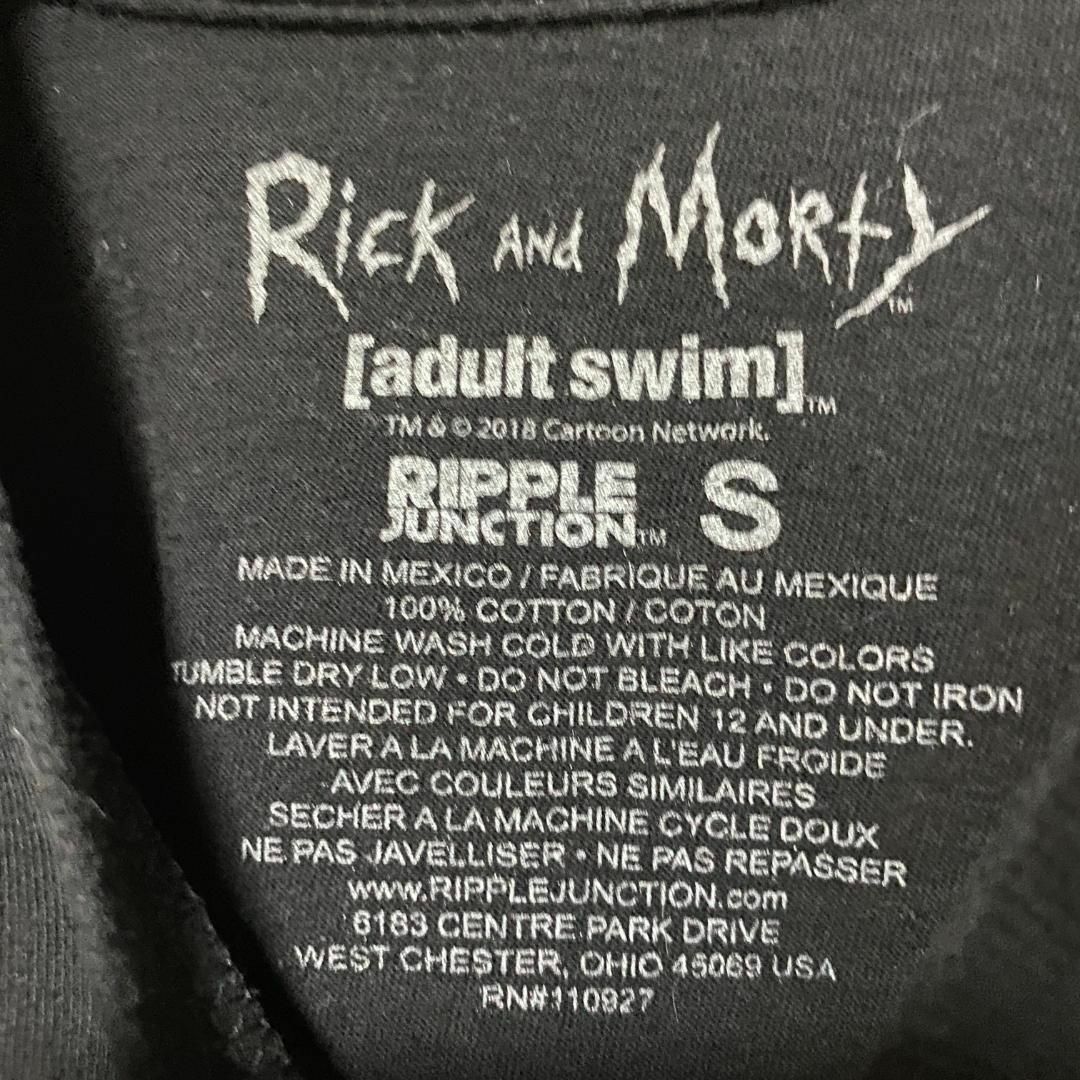 Rick and Morty™
[adult swim]™
TM & © 2018 Cartoon Network.
RIPPLE JUNCTION™ S
MADE IN MEXICO / FABRIQUE AU MEXIQUE
100% COTTON / COTON
MACHINE WASH COLD WITH LIKE COLORS
TUMBLE DRY LOW • DO NOT BLEACH • DO NOT IRON
NOT INTENDED FOR CHILDREN 12 AND UNDER.
LAVER A LA MACHINE A L'EAU FROIDE
AVEC COULEURS SIMILAIRES
SECHER A LA MACHINE CYCLE DOUX
NE PAS JAVELLISER • NE PAS REPASSER
www.RIPPLEJUNCTION.com
6183 CENTRE PARK DRIVE
WEST CHESTER, OHIO 45069 USA
RN#110927